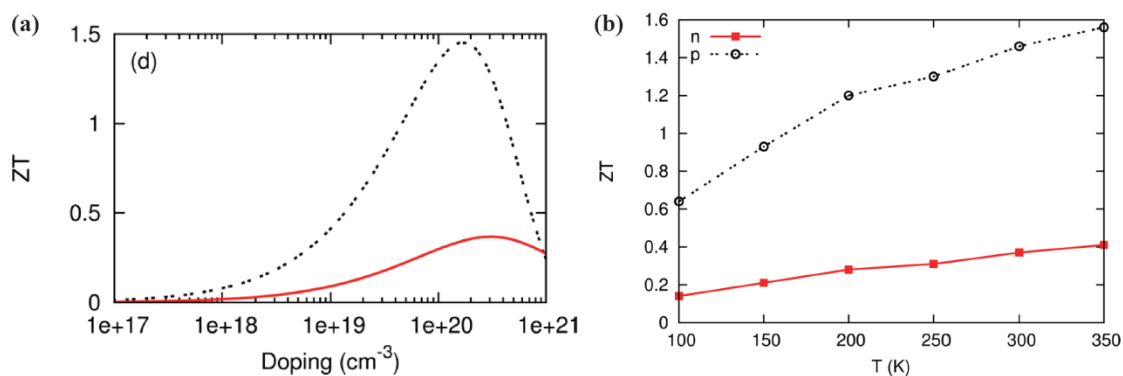 (a)
(d)
ZT
1.5
1
0.5
0
1e+17 1e+18 1e+19 1e+20 1e+21
Doping (cm-3)
(b)
n
p
ZT
1.6
1.4
1.2
1
0.8
0.6
0.4
0.2
0
100 150 200 250 300 350
T (K)